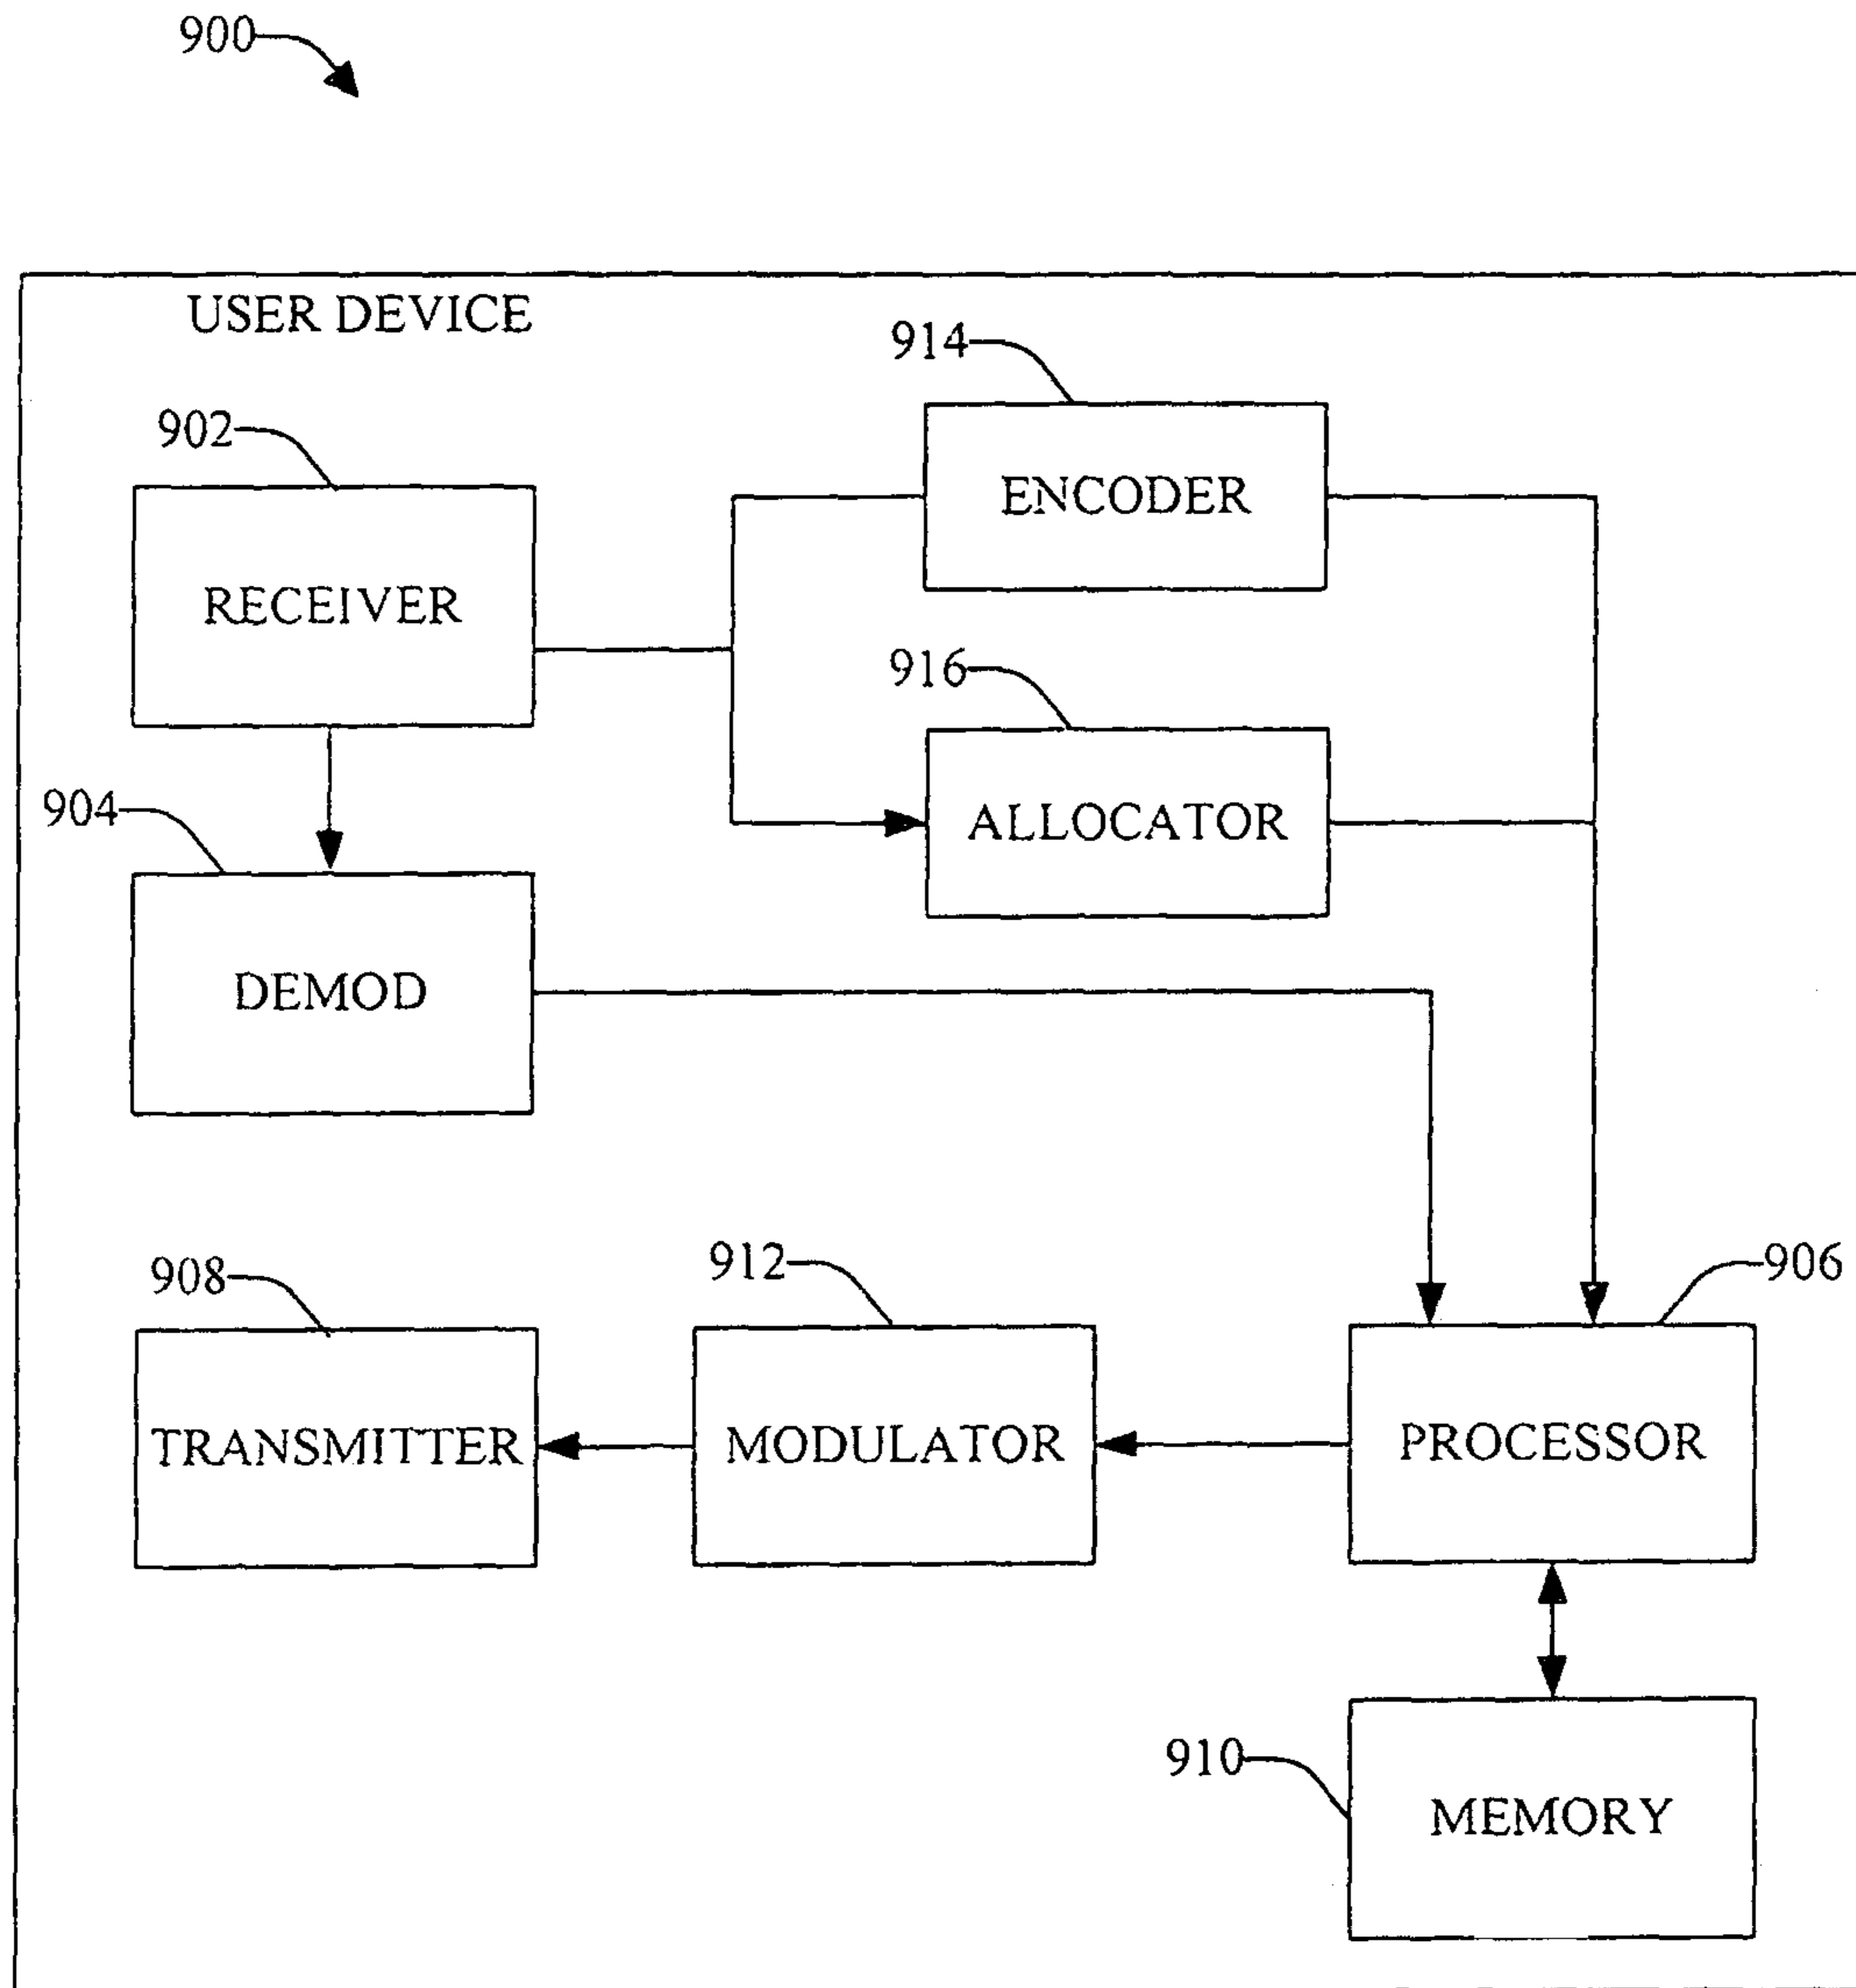 900
USER DEVICE
914
902
ENCODER
RECEIVER
916
904
ALLOCATOR
DEMOD
908
912
906
TRANSMITTER
MODULATOR
PROCESSOR
910
MEMORY